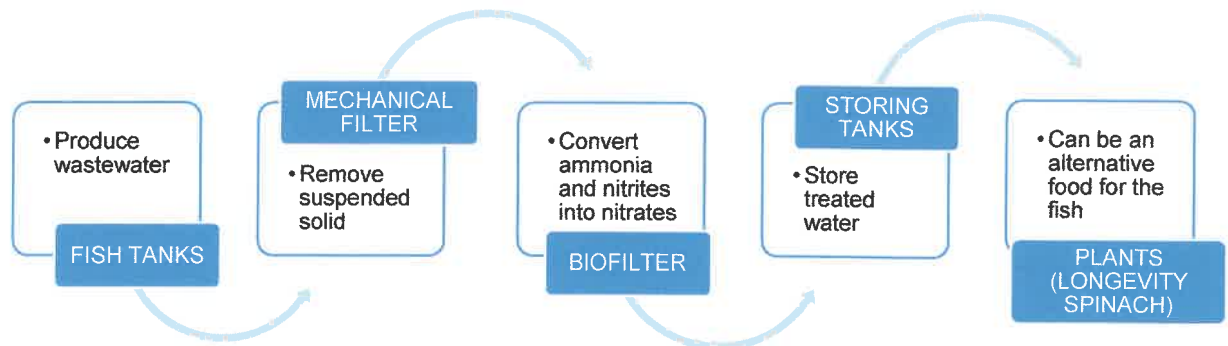 • Produce
wastewater
FISH TANKS
MECHANICAL
FILTER
• Remove
suspended
solid
• Convert
ammonia
and nitrites
into nitrates
BIOFILTER
STORING
TANKS
• Store
treated
water
• Can be an
alternative
food for the
fish
PLANTS
(LONGEVITY
SPINACH)